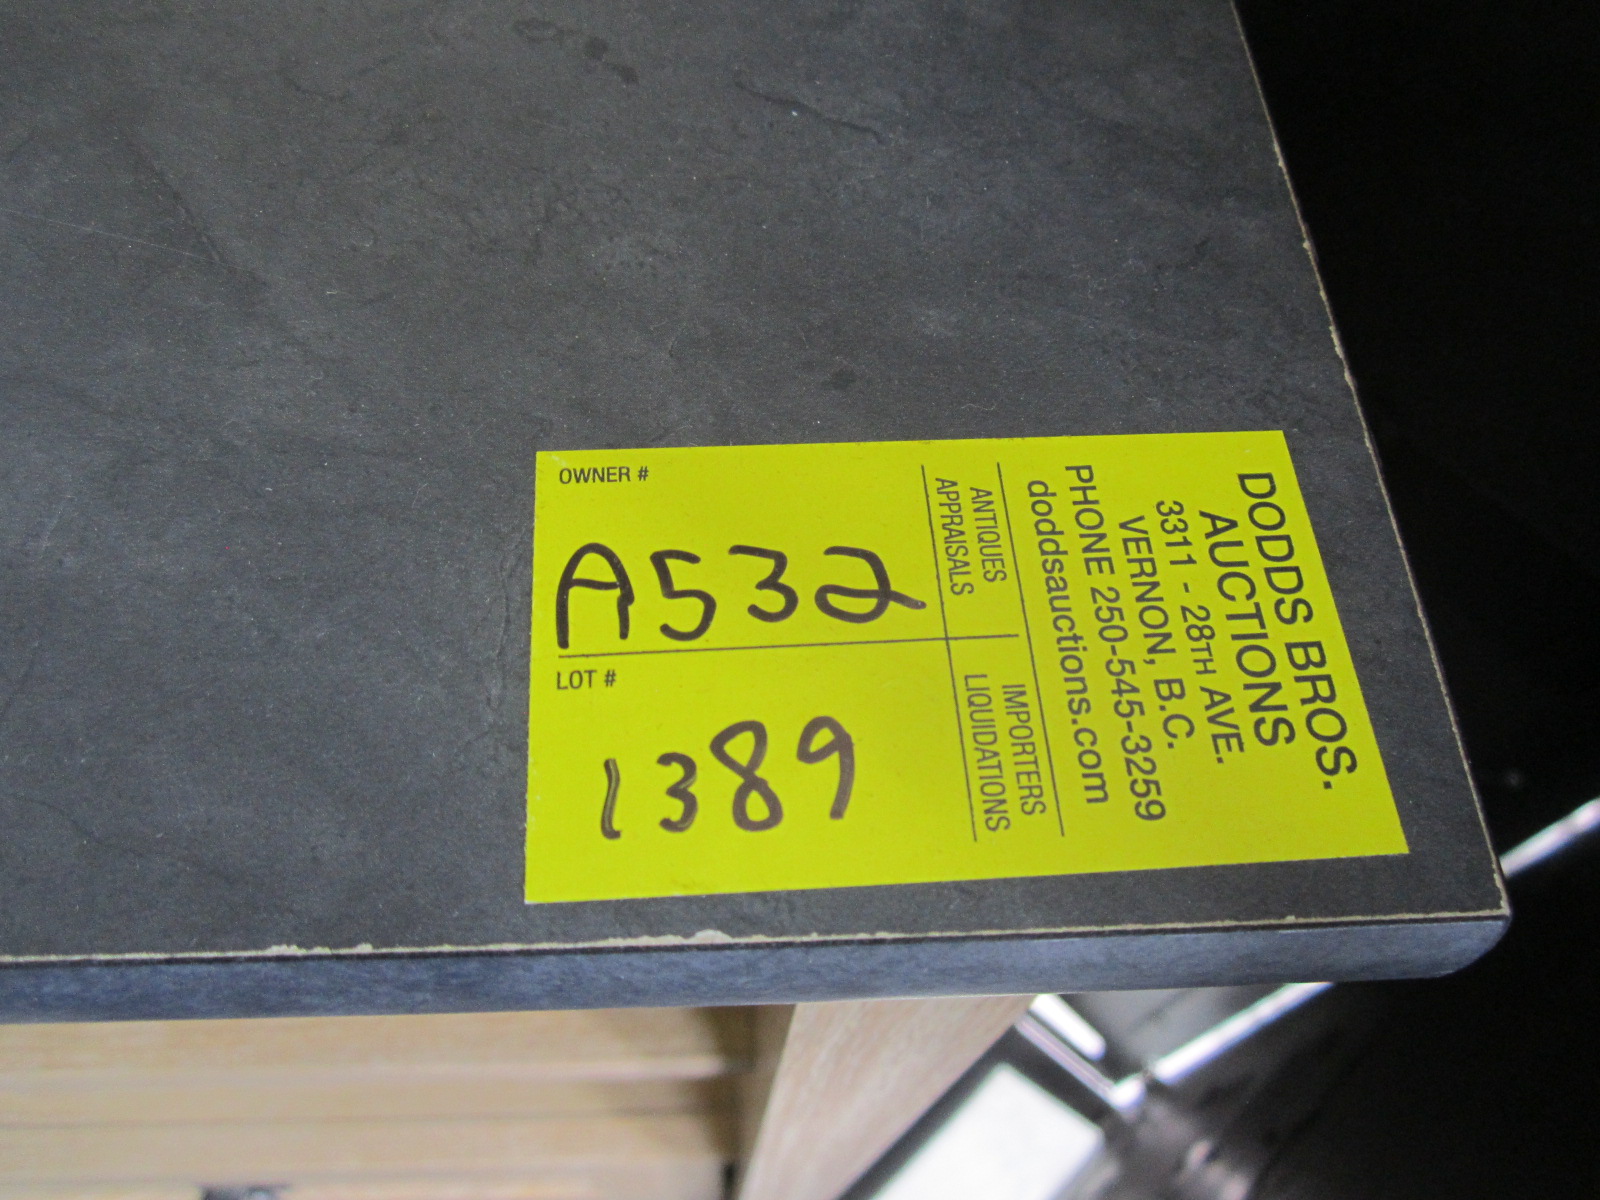 OWNER #
A532
LOT #
1389
DODDS BROS.
AUCTIONS
3311 - 28TH AVE.
VERNON, B.C.
PHONE 250-545-3259
doddsauctions.com
ANTIQUES
APPRAISALS
IMPORTERS
LIQUIDATIONS